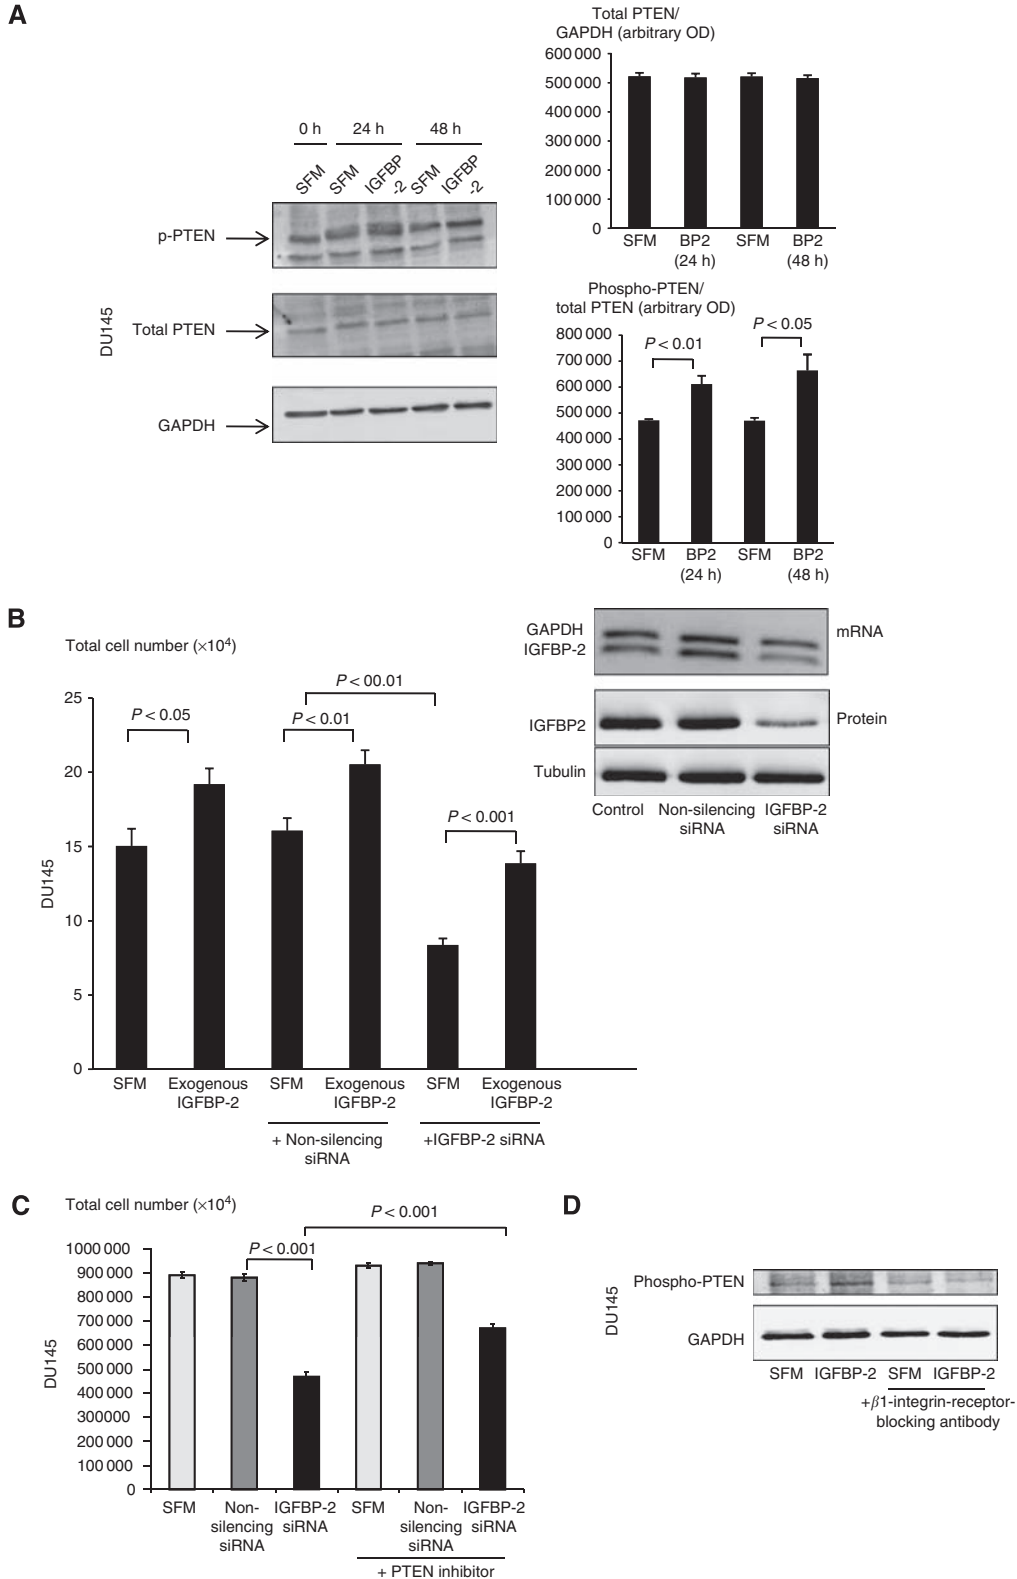 A
0 h 24 h 48 h
SFM SFM IGFBP
-2 SFM IGFBP
-2
p-PTEN
Total PTEN
GAPDH
DU145
Total PTEN/
GAPDH (arbitrary OD)
600 000
500 000
400 000
300 000
200 000
100 000
0
SFM BP2 SFM BP2
(24 h) (48 h)
Phospho-PTEN/
total PTEN (arbitrary OD)
P < 0.05
P < 0.01
800 000
700 000
600 000
500 000
400 000
300 000
200 000
100 000
0
SFM BP2 SFM BP2
(24 h) (48 h)
B
Total cell number (×10⁴)
P < 00.01
P < 0.05 P < 0.01
P < 0.001
25
20
15
10
5
0
DU145
SFM Exogenous SFM Exogenous SFM Exogenous
IGFBP-2 IGFBP-2 IGFBP-2
+ Non-silencing +IGFBP-2 siRNA
siRNA
GAPDH mRNA
IGFBP-2
IGFBP2 Protein
Tubulin
Control Non-silencing IGFBP-2
siRNA siRNA
C
Total cell number (×10⁴)
P < 0.001
P < 0.001
1000 000
900 000
800 000
700 000
600 000
500 000
400 000
300000
200 000
100 000
0
DU145
SFM Non- IGFBP-2 SFM Non- IGFBP-2
silencing siRNA silencing siRNA
siRNA siRNA
+ PTEN inhibitor
D
Phospho-PTEN
GAPDH
DU145
SFM IGFBP-2 SFM IGFBP-2
+β1-integrin-receptor-
blocking antibody